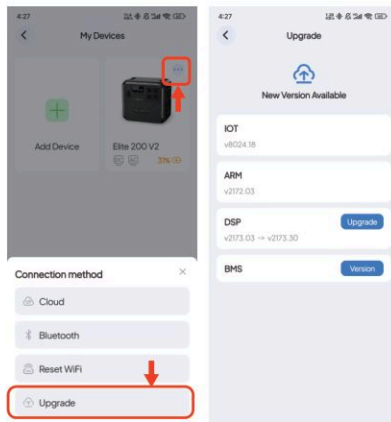 4:27
My Devices
Add Device
Elite 200 V2
33%
Connection method
Cloud
Bluetooth
Reset WiFi
Upgrade
4:27
Upgrade
New Version Available
IOT
v8024.18
ARM
v2172.03
DSP
Upgrade
v2173.03 -> v2173.30
BMS
Version